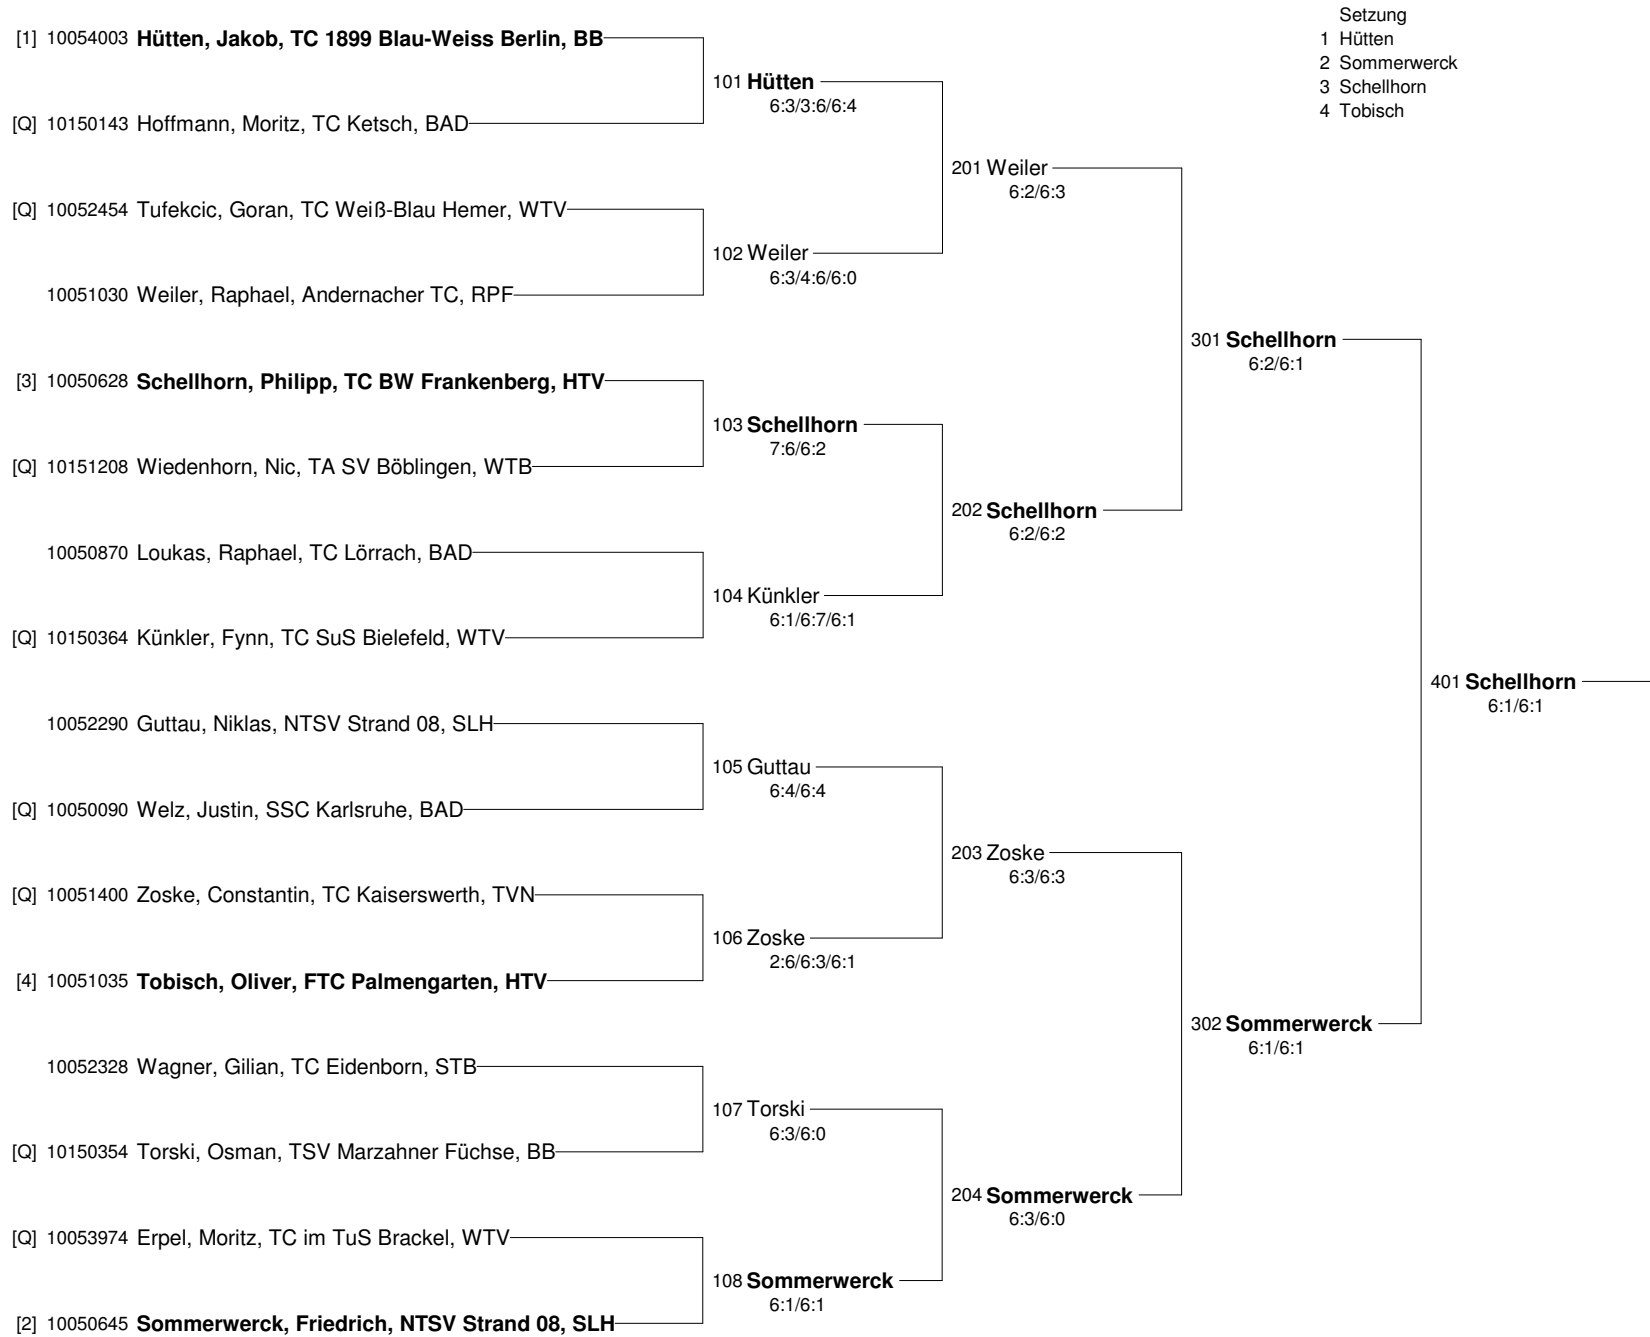 Setzung
1 Hütten
2 Sommerwerck
3 Schellhorn
4 Tobisch
[1] 10054003 Hütten, Jakob, TC 1899 Blau-Weiss Berlin, BB
101 Hütten
6:3/3:6/6:4
[Q] 10150143 Hoffmann, Moritz, TC Ketsch, BAD
201 Weiler
6:2/6:3
[Q] 10052454 Tufekcic, Goran, TC Weiß-Blau Hemer, WTV
102 Weiler
6:3/4:6/6:0
10051030 Weiler, Raphael, Andernacher TC, RPF
301 Schellhorn
6:2/6:1
[3] 10050628 Schellhorn, Philipp, TC BW Frankenberg, HTV
103 Schellhorn
7:6/6:2
[Q] 10151208 Wiedenhorn, Nic, TA SV Böblingen, WTB
202 Schellhorn
6:2/6:2
10050870 Loukas, Raphael, TC Lörrach, BAD
104 Künkler
6:1/6:7/6:1
[Q] 10150364 Künkler, Fynn, TC SuS Bielefeld, WTV
401 Schellhorn
6:1/6:1
10052290 Guttau, Niklas, NTSV Strand 08, SLH
105 Guttau
6:4/6:4
[Q] 10050090 Welz, Justin, SSC Karlsruhe, BAD
203 Zoske
6:3/6:3
[Q] 10051400 Zoske, Constantin, TC Kaiserswerth, TVN
106 Zoske
2:6/6:3/6:1
[4] 10051035 Tobisch, Oliver, FTC Palmengarten, HTV
302 Sommerwerck
6:1/6:1
10052328 Wagner, Gilian, TC Eidenborn, STB
107 Torski
6:3/6:0
[Q] 10150354 Torski, Osman, TSV Marzahner Füchse, BB
204 Sommerwerck
6:3/6:0
[Q] 10053974 Erpel, Moritz, TC im TuS Brackel, WTV
108 Sommerwerck
6:1/6:1
[2] 10050645 Sommerwerck, Friedrich, NTSV Strand 08, SLH